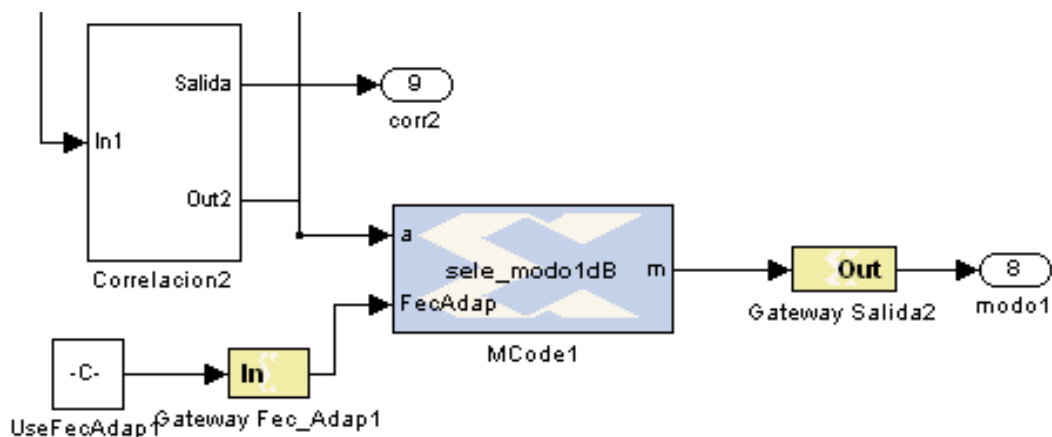 Salida
9
corr2
In1
Out2
Correlacion2
a
sele_modo1dB
m
FecAdap
MCode1
Out
Gateway Salida2
8
modo1
-C-
UseFecAdap1
In
Gateway Fec_Adap1